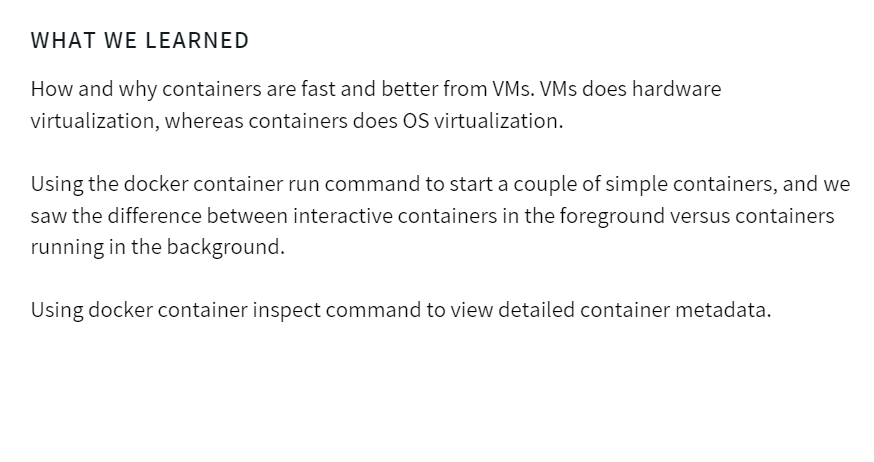 WHAT WE LEARNED
How and why containers are fast and better from VMs. VMs does hardware
virtualization, whereas containers does OS virtualization.
Using the docker container run command to start a couple of simple containers, and we
saw the difference between interactive containers in the foreground versus containers
running in the background.
Using docker container inspect command to view detailed container metadata.